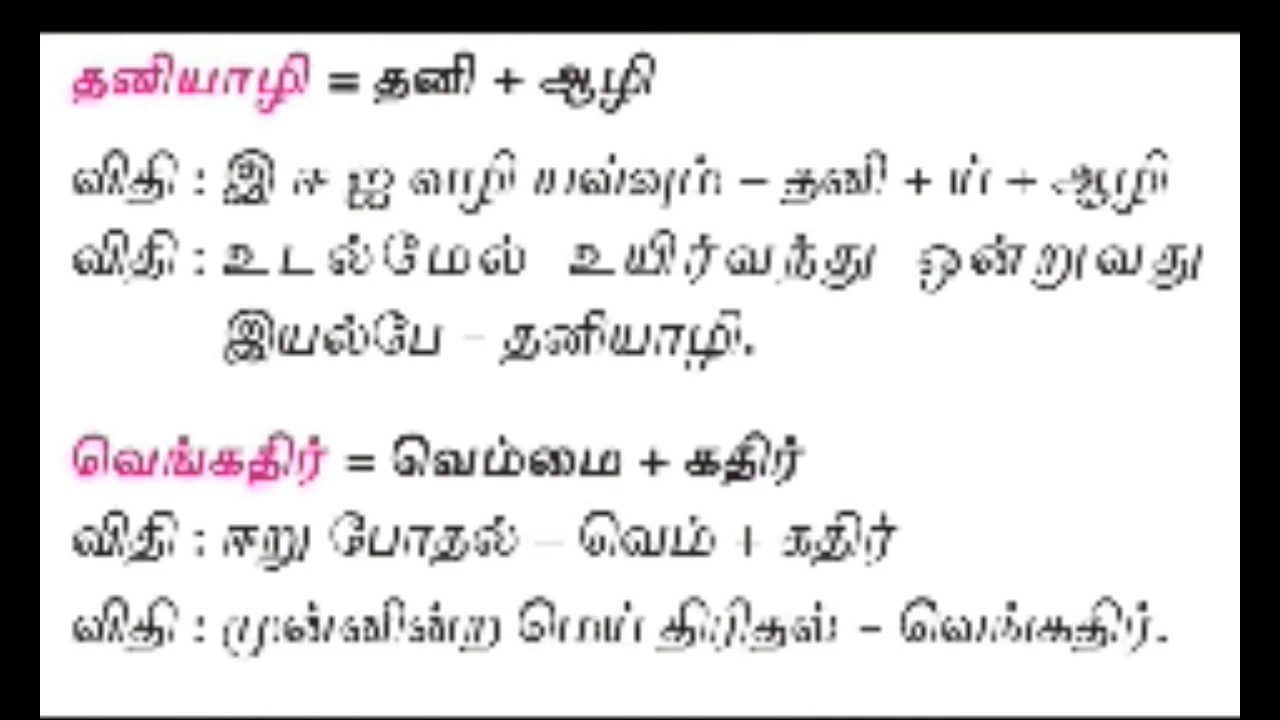 தனியாழி = தனி + ஆழி
விதி : இ ஈ ஐ வழி யவ்வும் – தனி + ய் + ஆழி
விதி : உடல்மேல் உயிர்வந்து ஒன்றுவது
இயல்பே – தனியாழி.
வெங்கதிர் = வெம்மை + கதிர்
விதி : ஈறு போதல் – வெம் + கதிர்
விதி : முன்னின்ற மெய் திரிதல் – வெங்கதிர்.